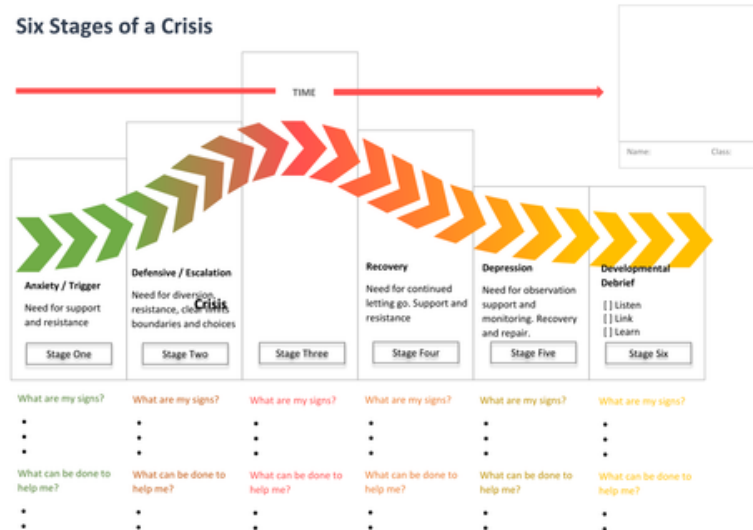 Six Stages of a Crisis
TIME
Name:
Class:
Anxiety / Trigger
Need for support
and resistance
Stage One
Defensive / Escalation
Need for diversion,
resistance, clear limits
boundaries and choices
Stage Two
Crisis
Stage Three
Recovery
Need for continued
letting go. Support and
resistance
Stage Four
Depression
Need for observation
support and
monitoring. Recovery
and repair.
Stage Five
Developmental
Debrief
[ ] Listen
[ ] Link
[ ] Learn
Stage Six
What are my signs?
What are my signs?
What are my signs?
What are my signs?
What are my signs?
What are my signs?
What can be done to
help me?
What can be done to
help me?
What can be done to
help me?
What can be done to
help me?
What can be done to
help me?
What can be done to
help me?